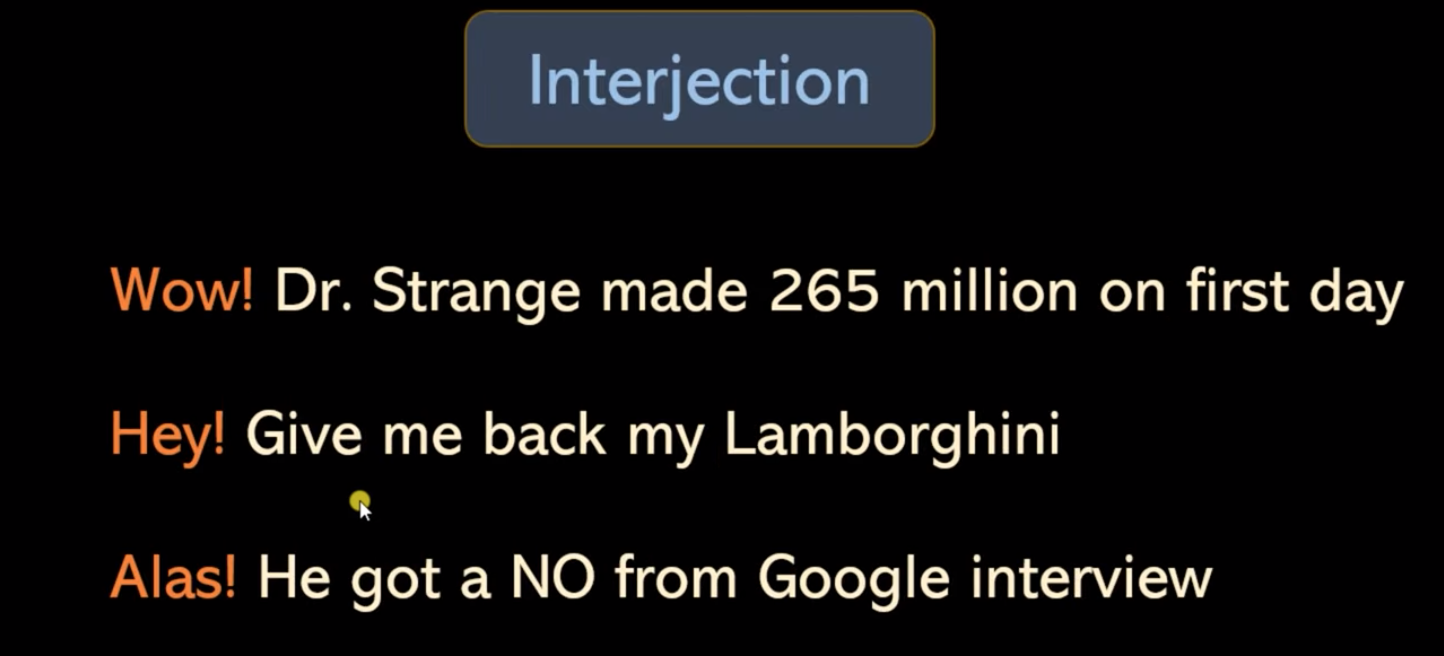 Interjection
Wow! Dr. Strange made 265 million on first day
Hey! Give me back my Lamborghini
Alas! He got a NO from Google interview